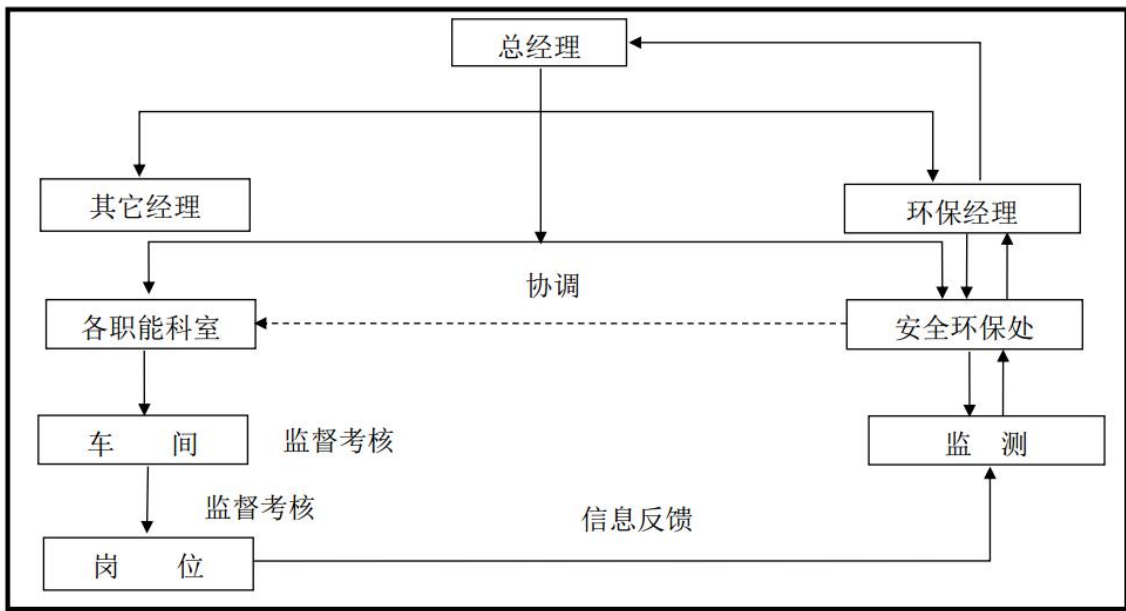 总经理
其它经理
环保经理
协调
各职能科室
安全环保处
车 间
监督考核
监 测
监督考核
信息反馈
岗 位